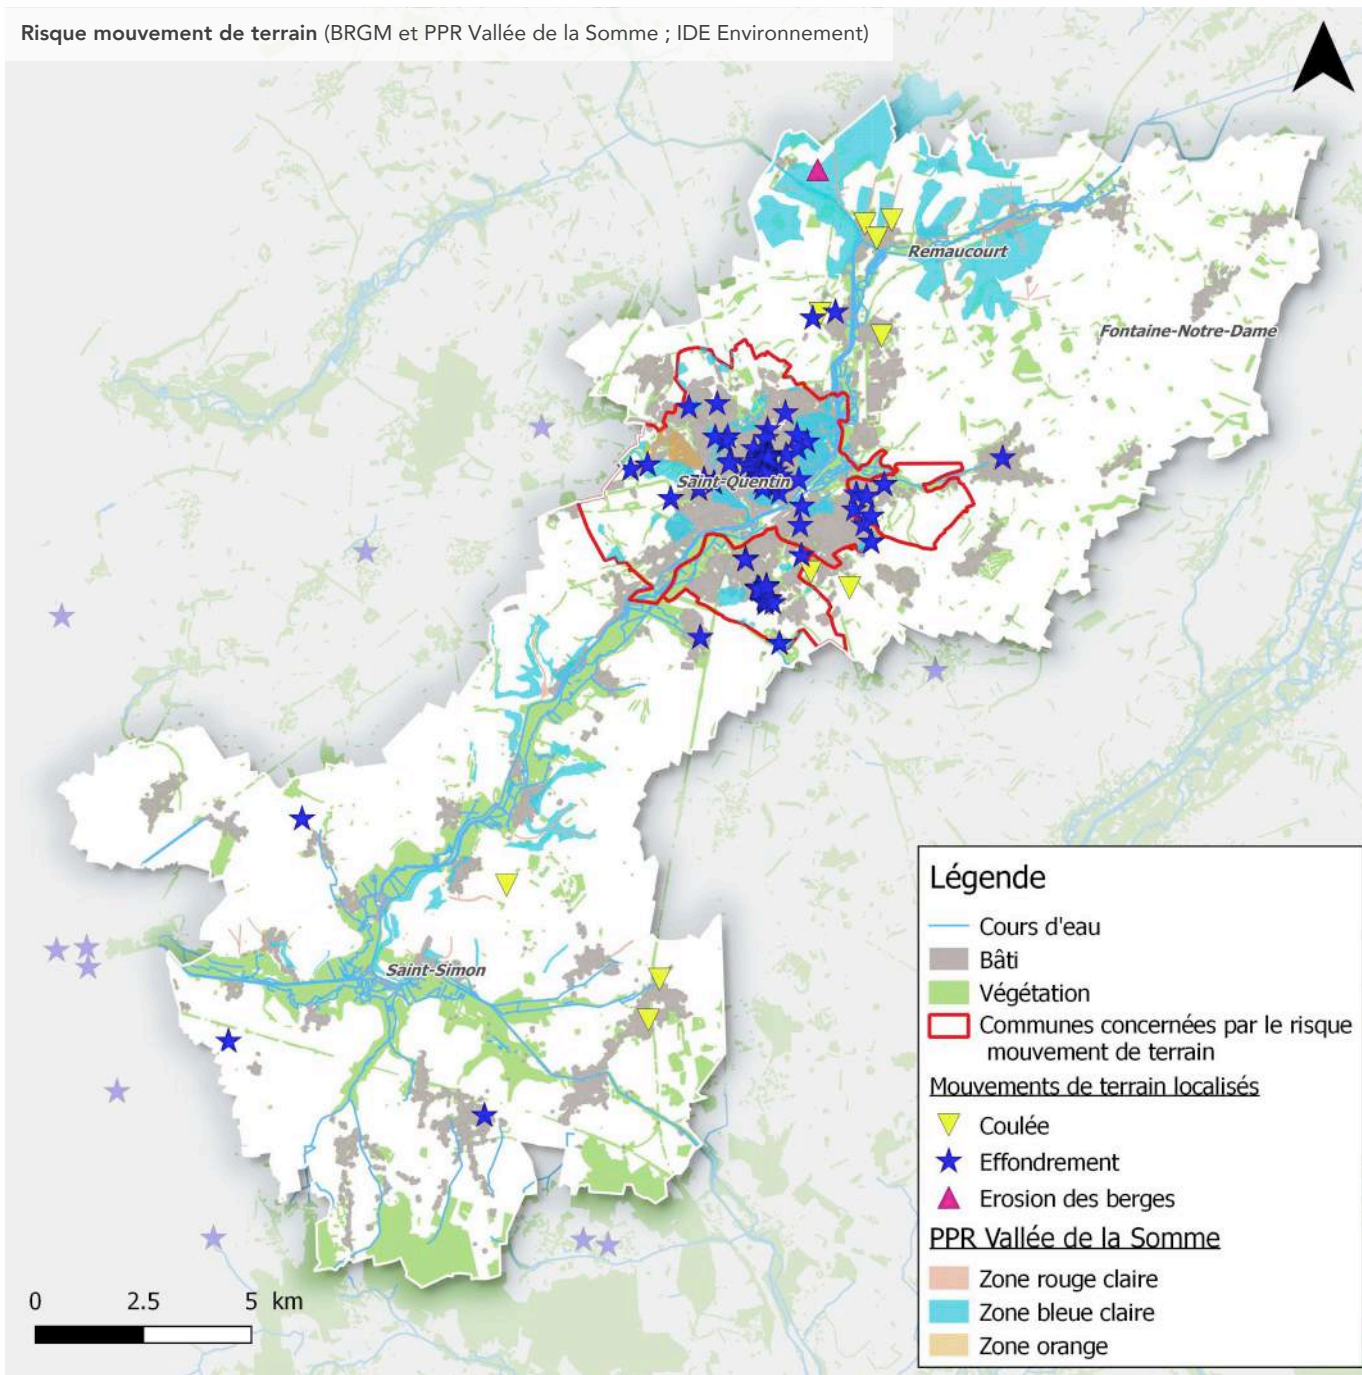 Risque mouvement de terrain (BRGM et PPR Vallée de la Somme ; IDE Environnement)
Remaucourt
Fontaine-Notre-Dame
Saint-Quentin
Saint-Simon
Légende
Cours d'eau
Bâti
Végétation
Communes concernées par le risque
mouvement de terrain
Mouvements de terrain localisés
Coulée
Effondrement
Erosion des berges
PPR Vallée de la Somme
Zone rouge claire
Zone bleue claire
Zone orange
0 2.5 5 km